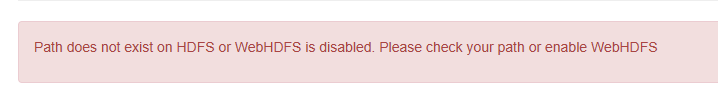 Path does not exist on HDFS or WebHDFS is disabled. Please check your path or enable WebHDFS